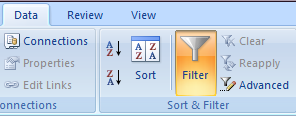 Data Review View
Connections
Properties
Edit Links
onnections
A
Z
Z
A
A Z
Z A
Sort
Filter
Clear
Reapply
Advanced
Sort & Filter